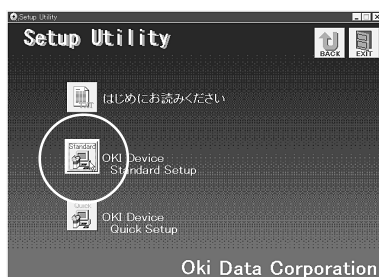 Setup Utility
Setup Utility
BACK
EXIT
はじめにお読みください
Standard
OKI Device
Standard Setup
Quick
OKI Device
Quick Setup
Oki Data Corporation